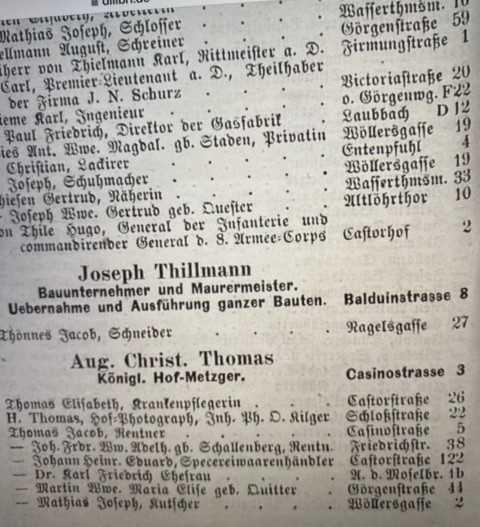 Elisabeth, Arbeiterin . . . Wasserthmsm. 10
Mathias Joseph, Schlosser . . . Görgenstraße 59
August, Schreiner . . . Firmungstraße 1
von Thielmann Karl, Rittmeister a. D.
Carl, Premier-Lieutenant a. D., Theilhaber
der Firma J. N. Schurz . . . Victoriastraße 20
Karl, Ingenieur . . . o. Görgenwg. F22
Paul Friedrich, Direktor der Gasfabrik . Laubbach D 12
Ant. Wwe. Magdal. gb. Staden, Privatin Wöllersgasse 19
Christian, Lackirer . . . Entenpfuhl 4
Joseph, Schuhmacher . . . Wöllersgasse 19
Gertrud, Näherin . . . Wasserthmsm. 33
Joseph Wwe. Gertrud geb. Quester . . Altlöhrthor 10
Thile Hugo, General der Infanterie und
commandirender General d. 8. Armee-Corps Castorhof 2
Joseph Thillmann
Bauunternehmer und Maurermeister.
Uebernahme und Ausführung ganzer Bauten. Balduinstrasse 8
Thönnes Jacob, Schneider . . . . Nagelsgasse 27
Aug. Christ. Thomas
Königl. Hof-Metzger. Casinostrasse 3
Thomas Elisabeth, Krankenpflegerin . . Castorstraße 26
H. Thomas, Hof-Photograph, Inh. Ph. O. Kilger Schloßstraße 22
Thomas Jacob, Rentner . . . Casinostraße 5
— Joh. Frdr. Ww. Adelh. gb. Schallenberg, Rentn. Friedrichstr. 38
— Johann Heinr. Eduard, Specereiwaarenhändler Castorstraße 122
— Dr. Karl Friedrich Ehefrau . . . A. d. Moselbr. 1b
— Martin Wwe. Maria Elise geb. Quitter . Görgenstraße 44
— Mathias Joseph, Kutscher . . . Wöllersgasse 2